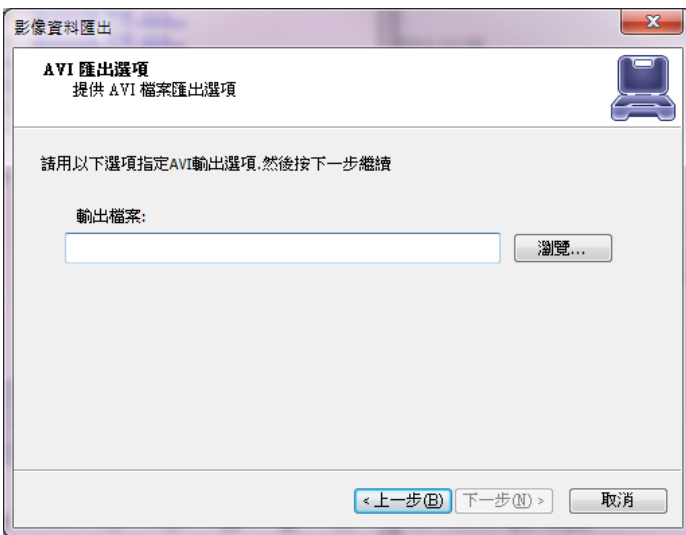 影像資料匯出
AVI 匯出選項
提供 AVI 檔案匯出選項
請用以下選項指定AVI輸出選項.然後按下一步繼續
輸出檔案:
瀏覽...
<上一步(B) 下一步(N)> 取消